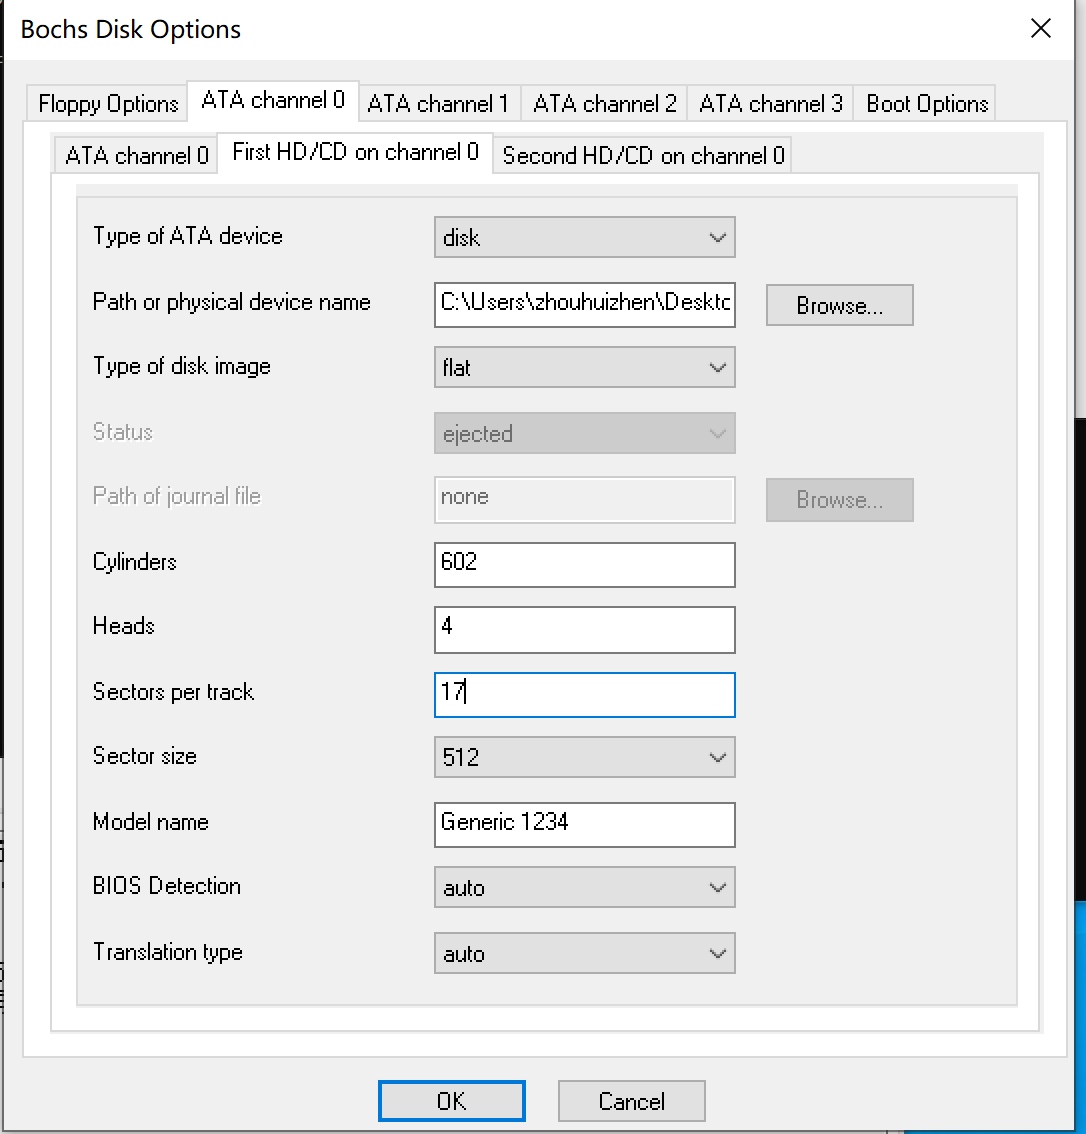 Bochs Disk Options
Floppy Options ATA channel 0 ATA channel 1 ATA channel 2 ATA channel 3 Boot Options
ATA channel 0 First HD/CD on channel 0 Second HD/CD on channel 0
Type of ATA device disk
Path or physical device name C:\Users\zhouhuizhen\Deskto Browse...
Type of disk image flat
Status ejected
Path of journal file none Browse...
Cylinders 602
Heads 4
Sectors per track 17
Sector size 512
Model name Generic 1234
BIOS Detection auto
Translation type auto
OK Cancel